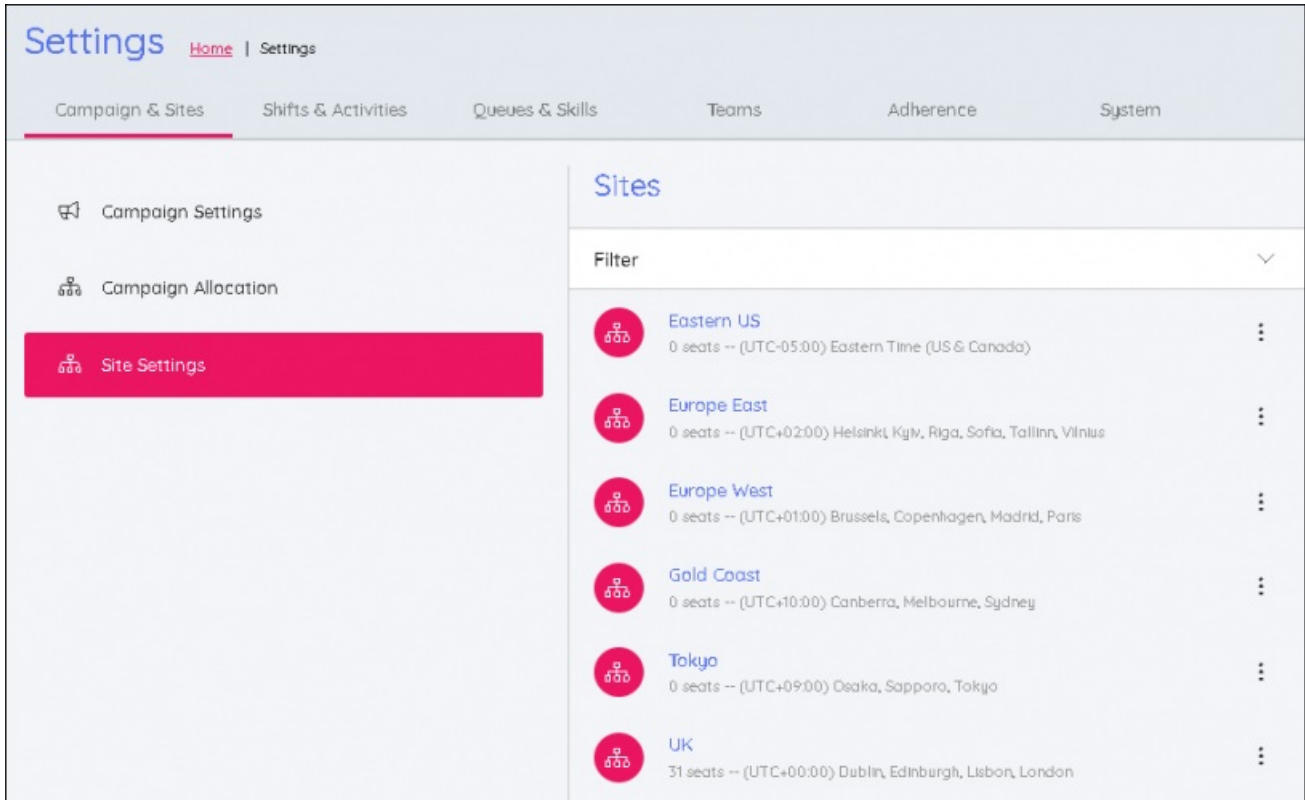 Settings Home | Settings
Campaign & Sites Shifts & Activities Queues & Skills Teams Adherence System
Campaign Settings
Campaign Allocation
Site Settings
Sites
Filter
Eastern US
0 seats -- (UTC-05:00) Eastern Time (US & Canada)
Europe East
0 seats -- (UTC+02:00) Helsinki, Kyiv, Riga, Sofia, Tallinn, Vilnius
Europe West
0 seats -- (UTC+01:00) Brussels, Copenhagen, Madrid, Paris
Gold Coast
0 seats -- (UTC+10:00) Canberra, Melbourne, Sydney
Tokyo
0 seats -- (UTC+09:00) Osaka, Sapporo, Tokyo
UK
31 seats -- (UTC+00:00) Dublin, Edinburgh, Lisbon, London